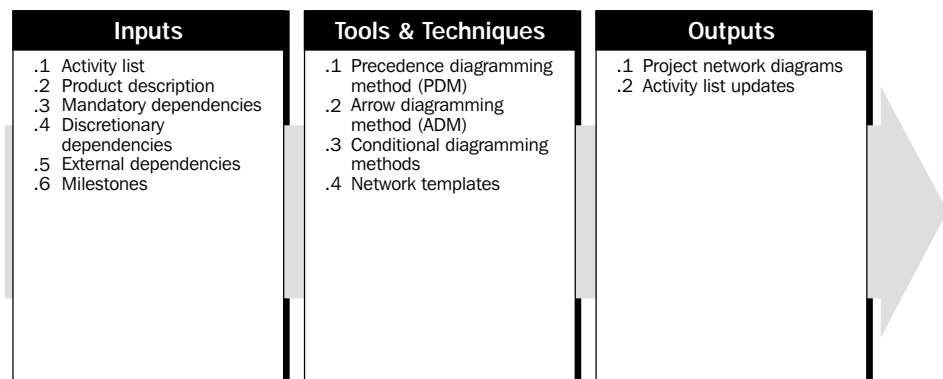 Inputs
.1 Activity list
.2 Product description
.3 Mandatory dependencies
.4 Discretionary
dependencies
.5 External dependencies
.6 Milestones
Tools & Techniques
.1 Precedence diagramming
method (PDM)
.2 Arrow diagramming
method (ADM)
.3 Conditional diagramming
methods
.4 Network templates
Outputs
.1 Project network diagrams
.2 Activity list updates